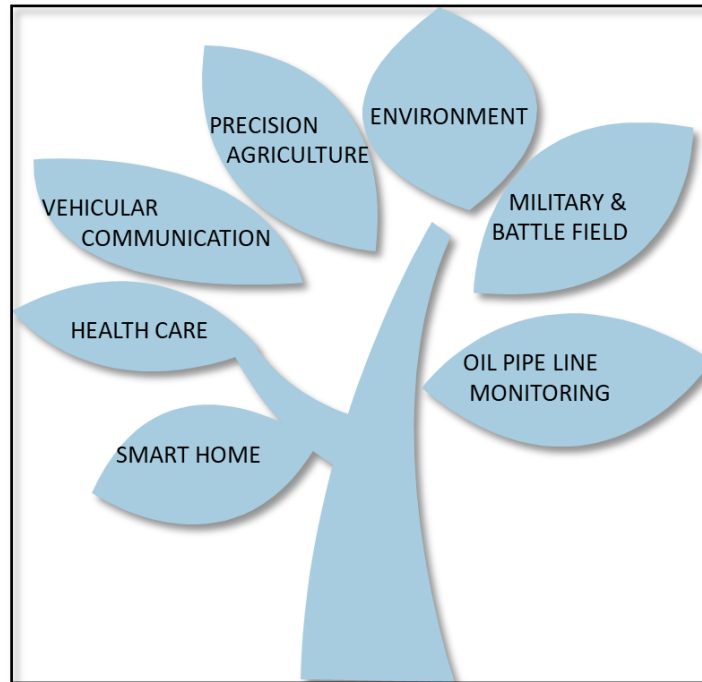 ENVIRONMENT
PRECISION
AGRICULTURE
VEHICULAR
COMMUNICATION
MILITARY &
BATTLE FIELD
HEALTH CARE
OIL PIPE LINE
MONITORING
SMART HOME